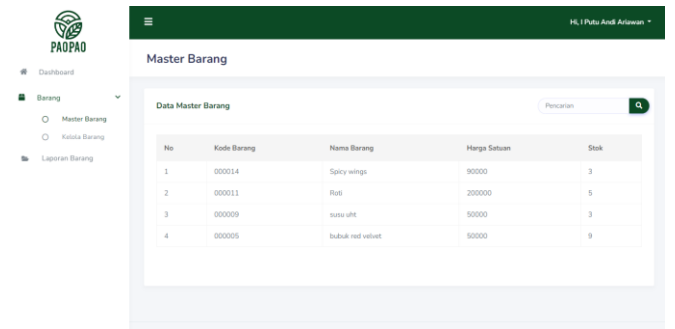 PAOPAO
Dashboard
Barang
Master Barang
Kelola Barang
Laporan Barang
Hi, I Putu Andi Ariawan
Master Barang
Data Master Barang
Pencarian
No Kode Barang Nama Barang Harga Satuan Stok
1 000014 Spicy wings 90000 3
2 000011 Roti 200000 5
3 000009 susu uht 50000 3
4 000005 bubuk red velvet 50000 9